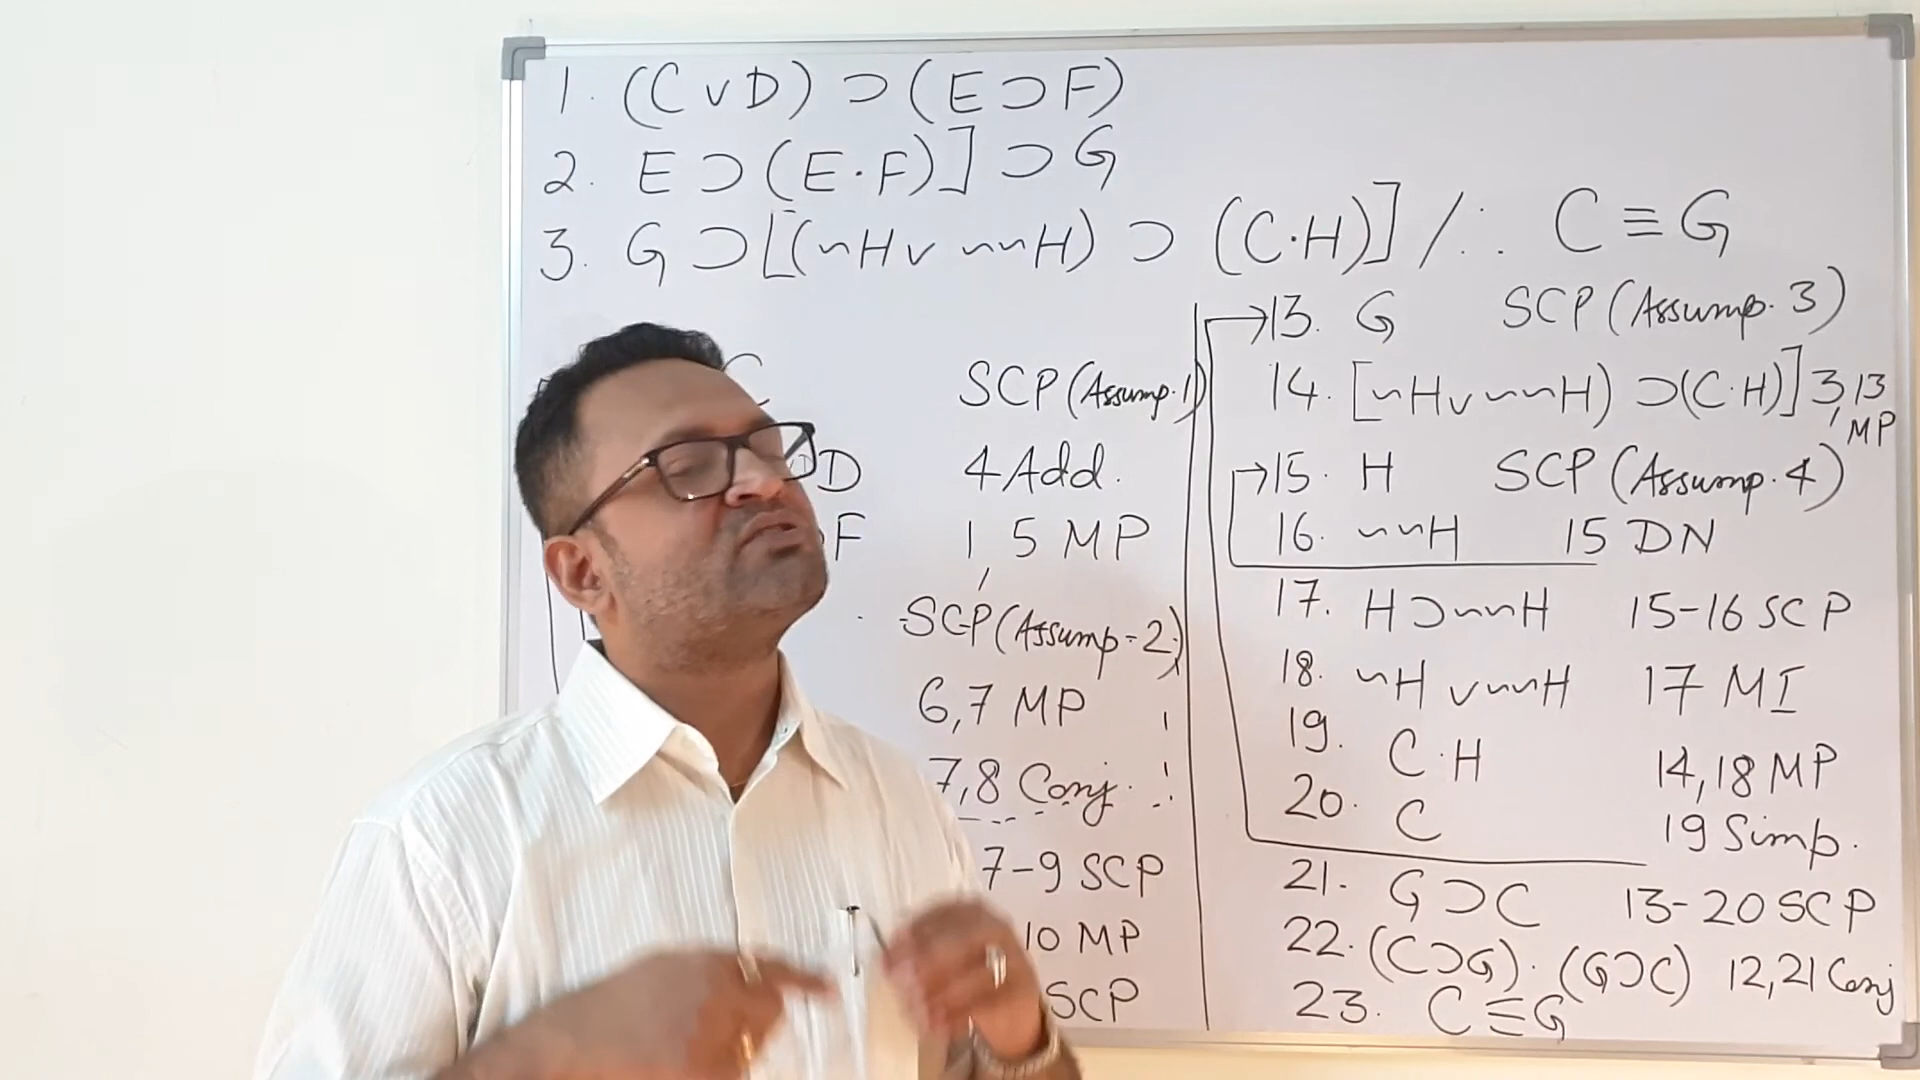 1. (C v D) ⊃ (E ⊃ F)
2. E ⊃ (E · F)] ⊃ G
3. G ⊃ [(~H v ~~H) ⊃ (C·H)] / ∴ C ≡ G
C SCP (Assump. 1)
D 4 Add.
F 1, 5 MP
SCP (Assump-2)
6,7 MP
7,8 Conj.
7-9 SCP
10 MP
SCP
13. G SCP (Assump. 3)
14. [~H v ~~H) ⊃ (C·H)] 3, 13 MP
15. H SCP (Assump. 4)
16. ~~H 15 DN
17. H ⊃ ~~H 15-16 SCP
18. ~H v ~~H 17 MI
19. C·H 14,18 MP
20. C 19 Simp.
21. G ⊃ C 13-20 SCP
22. (C ⊃ G) · (G ⊃ C) 12,21 Conj
23. C ≡ G